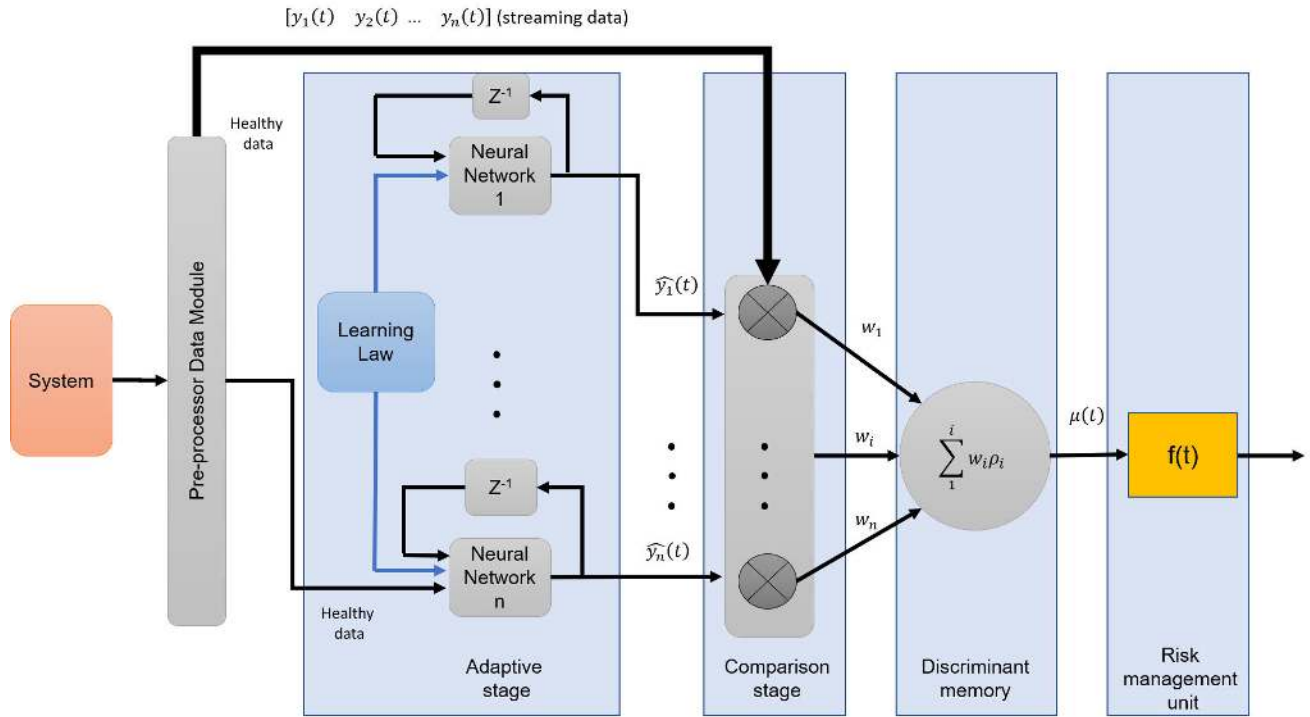 [y₁(t) y₂(t) ... yₙ(t)] (streaming data)
Healthy
data
Z⁻¹
Neural
Network
1
System
Pre-processor Data Module
Learning
Law
ŷ₁(t)
w₁
wᵢ
wₙ
i
∑ wᵢρᵢ
1
μ(t)
f(t)
Z⁻¹
Neural
Network
n
ŷₙ(t)
Healthy
data
Adaptive
stage
Comparison
stage
Discriminant
memory
Risk
management
unit